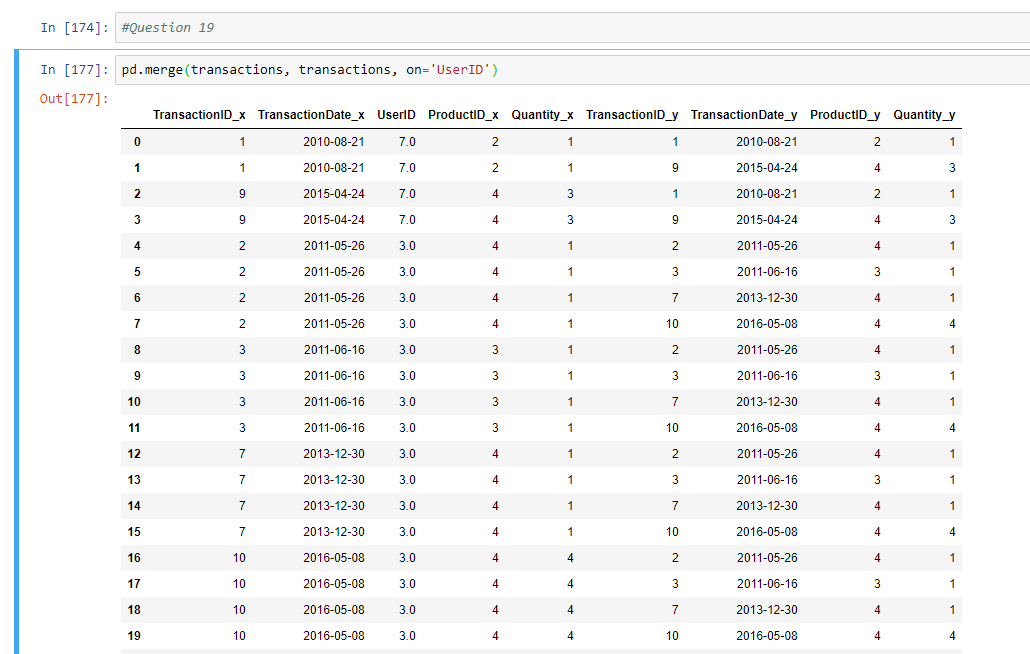 In [174]: #Question 19
In [177]: pd.merge(transactions, transactions, on='UserID')
Out[177]:
TransactionID_x TransactionDate_x UserID ProductID_x Quantity_x TransactionID_y TransactionDate_y ProductID_y Quantity_y
0 1 2010-08-21 7.0 2 1 1 2010-08-21 2 1
1 1 2010-08-21 7.0 2 1 9 2015-04-24 4 3
2 9 2015-04-24 7.0 4 3 1 2010-08-21 2 1
3 9 2015-04-24 7.0 4 3 9 2015-04-24 4 3
4 2 2011-05-26 3.0 4 1 2 2011-05-26 4 1
5 2 2011-05-26 3.0 4 1 3 2011-06-16 3 1
6 2 2011-05-26 3.0 4 1 7 2013-12-30 4 1
7 2 2011-05-26 3.0 4 1 10 2016-05-08 4 4
8 3 2011-06-16 3.0 3 1 2 2011-05-26 4 1
9 3 2011-06-16 3.0 3 1 3 2011-06-16 3 1
10 3 2011-06-16 3.0 3 1 7 2013-12-30 4 1
11 3 2011-06-16 3.0 3 1 10 2016-05-08 4 4
12 7 2013-12-30 3.0 4 1 2 2011-05-26 4 1
13 7 2013-12-30 3.0 4 1 3 2011-06-16 3 1
14 7 2013-12-30 3.0 4 1 7 2013-12-30 4 1
15 7 2013-12-30 3.0 4 1 10 2016-05-08 4 4
16 10 2016-05-08 3.0 4 4 2 2011-05-26 4 1
17 10 2016-05-08 3.0 4 4 3 2011-06-16 3 1
18 10 2016-05-08 3.0 4 4 7 2013-12-30 4 1
19 10 2016-05-08 3.0 4 4 10 2016-05-08 4 4